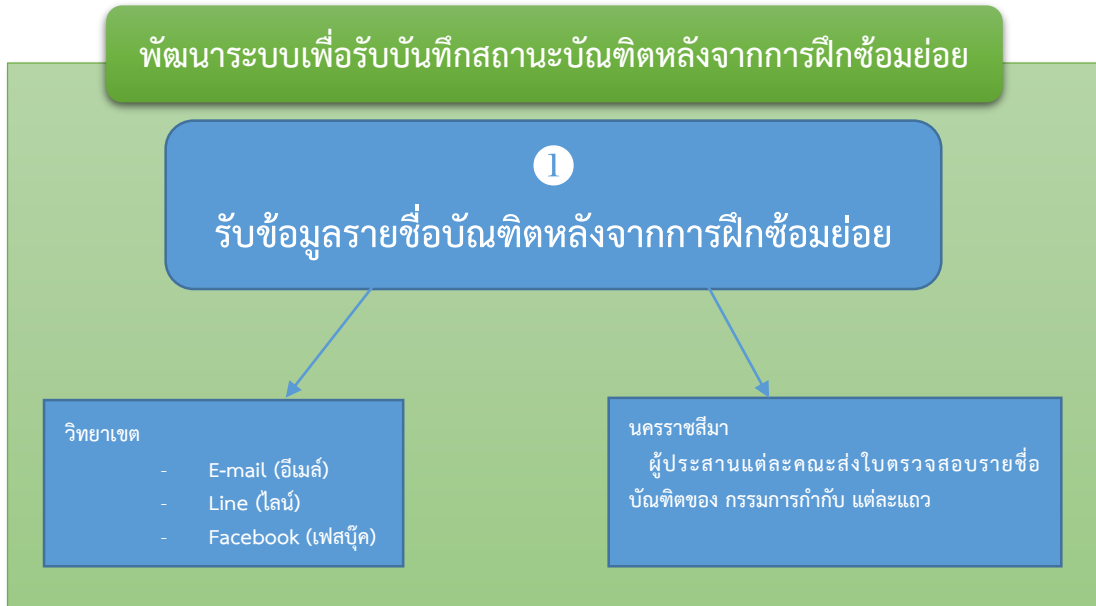 พัฒนาระบบเพื่อรับบันทึกสถานะบัณฑิตหลังจากการฝึกซ้อมย่อย
1
รับข้อมูลรายชื่อบัณฑิตหลังจากการฝึกซ้อมย่อย
วิทยาเขต
- E-mail (อีเมล์)
- Line (ไลน์)
- Facebook (เฟสบุ๊ค)
นครราชสีมา
ผู้ประสานแต่ละคณะส่งใบตรวจสอบรายชื่อ
บัณฑิตของ กรรมการกำกับ แต่ละแถว